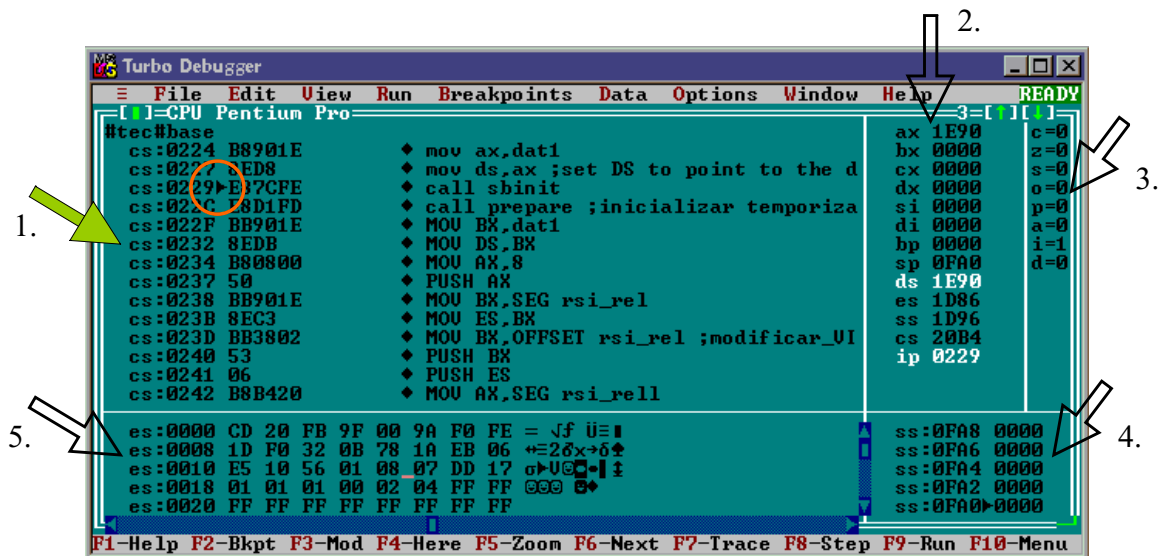 2.
Turbo Debugger
≡ File Edit View Run Breakpoints Data Options Window Help READY
[■]=CPU Pentium Pro 3=[↑][↓]
#tec#base
cs:0224 B8901E ♦ mov ax,dat1
cs:0227 8ED8 ♦ mov ds,ax ;set DS to point to the d
cs:0229►E87CFE ♦ call sbinit
cs:022C E8D1FD ♦ call prepare ;inicializar temporiza
cs:022F BB901E ♦ MOV BX,dat1
cs:0232 8EDB ♦ MOV DS,BX
cs:0234 B80800 ♦ MOV AX,8
cs:0237 50 ♦ PUSH AX
cs:0238 BB901E ♦ MOV BX,SEG rsi_rel
cs:023B 8EC3 ♦ MOV ES,BX
cs:023D BB3802 ♦ MOV BX,OFFSET rsi_rel ;modificar_VI
cs:0240 53 ♦ PUSH BX
cs:0241 06 ♦ PUSH ES
cs:0242 B8B420 ♦ MOV AX,SEG rsi_rell
ax 1E90 c=0
bx 0000 z=0
cx 0000 s=0
dx 0000 o=0
si 0000 p=0
di 0000 a=0
bp 0000 i=1
sp 0FA0 d=0
ds 1E90
es 1D86
ss 1D96
cs 20B4
ip 0229
3.
1.
es:0000 CD 20 FB 9F 00 9A F0 FE = √ƒ Ü≡■
es:0008 1D F0 32 0B 78 1A EB 06 ↔≡2♂x→δ♠
es:0010 E5 10 56 01 08 07 DD 17 σ►V☺◘•▌↨
es:0018 01 01 01 00 02 04 FF FF ☺☺☺ ☻♦
es:0020 FF FF FF FF FF FF FF FF
ss:0FA8 0000
ss:0FA6 0000
ss:0FA4 0000
ss:0FA2 0000
ss:0FA0►0000
5.
4.
F1-Help F2-Bkpt F3-Mod F4-Here F5-Zoom F6-Next F7-Trace F8-Step F9-Run F10-Menu